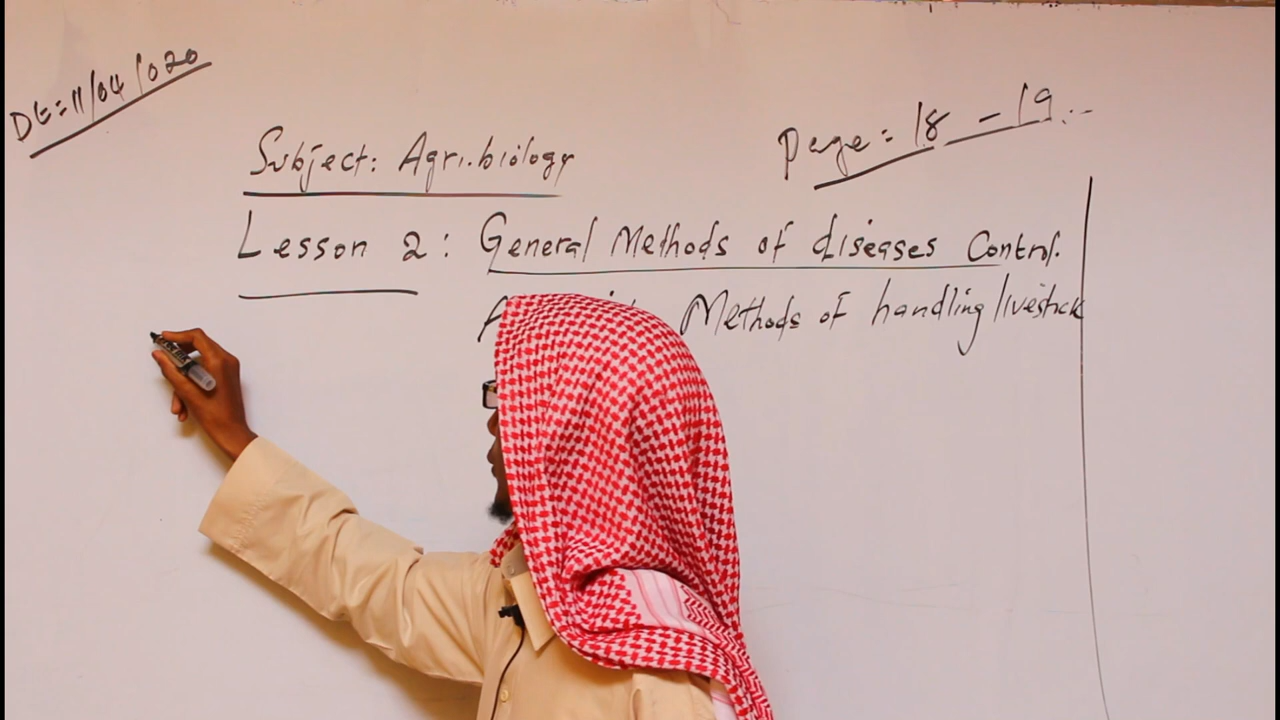 Dt=11/04/020
Page=18-19...
Subject: Agri.biology
Lesson 2: General Methods of diseases Control.
Methods of handling livestock